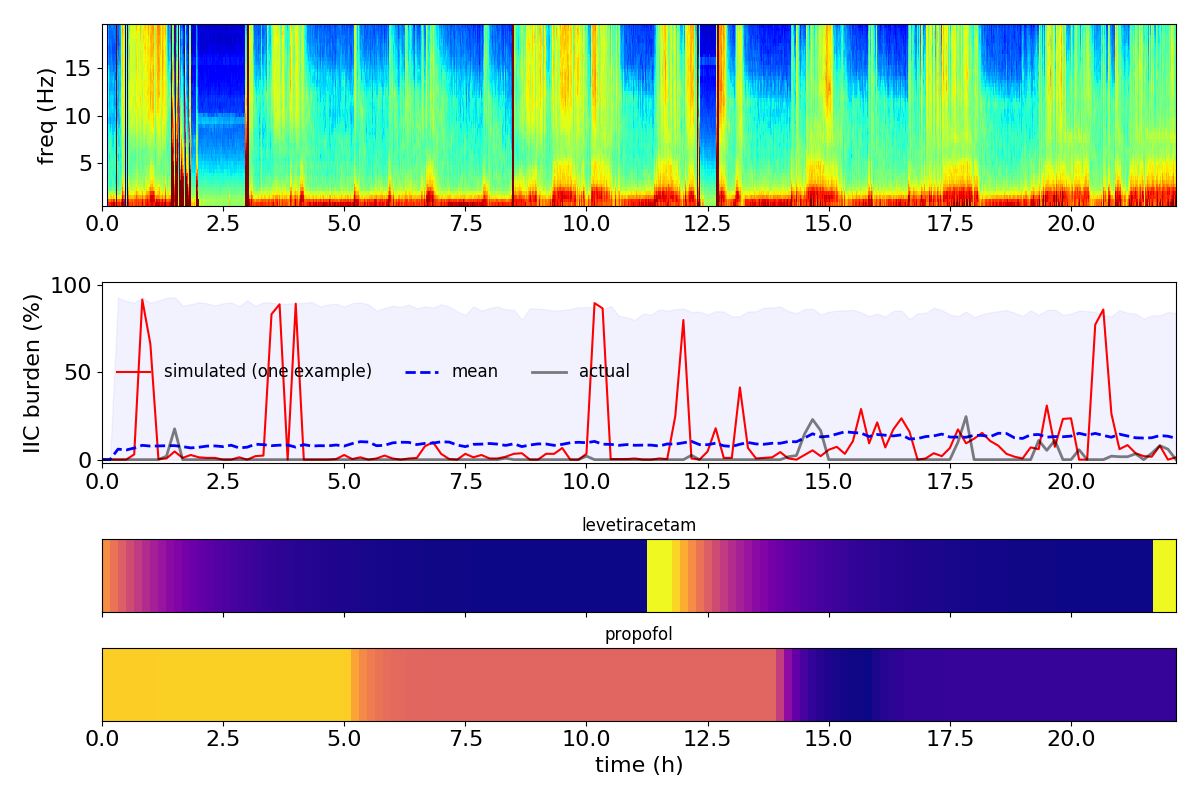 freq (Hz)
15
10
5
0.0 2.5 5.0 7.5 10.0 12.5 15.0 17.5 20.0
IIC burden (%)
100
50
0
simulated (one example) mean actual
0.0 2.5 5.0 7.5 10.0 12.5 15.0 17.5 20.0
levetiracetam
propofol
0.0 2.5 5.0 7.5 10.0 12.5 15.0 17.5 20.0
time (h)